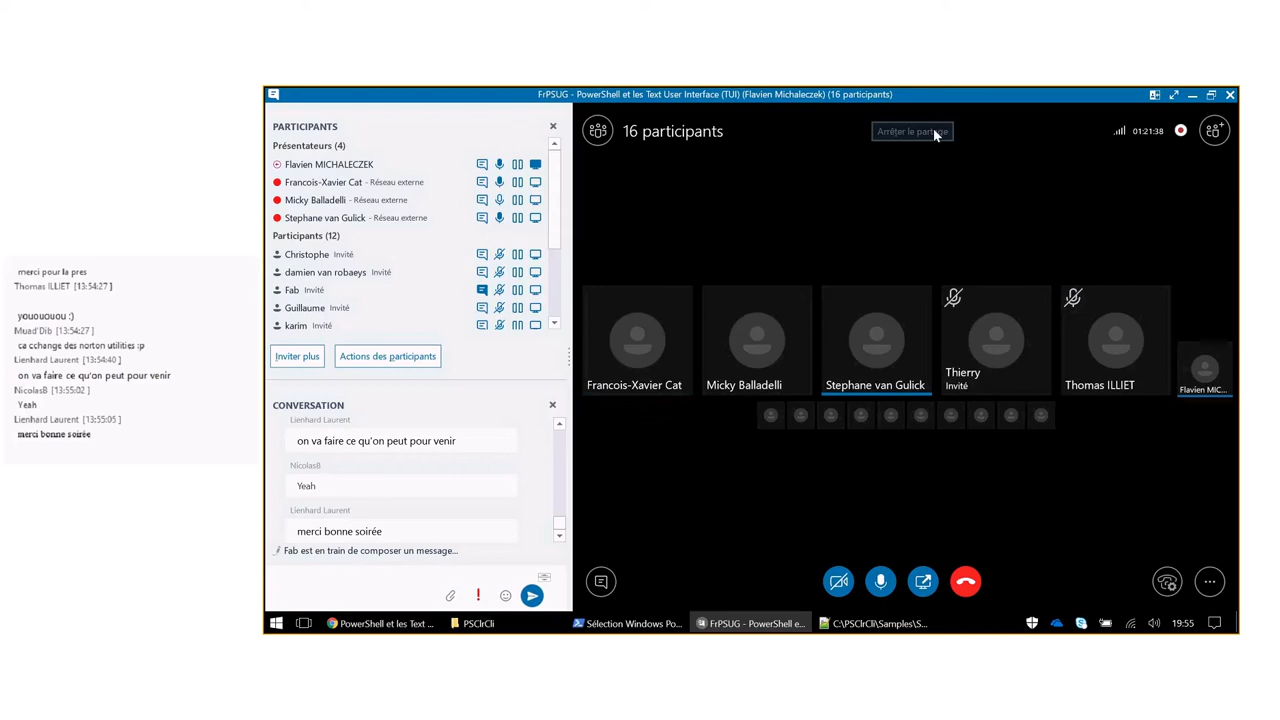 merci pour la pres
Thomas ILLIET [13:54:27]
yououououu :)
Muad'Dib [13:54:27]
ca cchange des norton utilities :p
Lienhard Laurent [13:54:40]
on va faire ce qu'on peut pour venir
NicolasB [13:55:02]
Yeah
Lienhard Laurent [13:55:05]
merci bonne soirée
FrPSUG - PowerShell et les Text User Interface (TUI) (Flavien Michaleczek) (16 participants)
PARTICIPANTS
Présentateurs (4)
Flavien MICHALECZEK
Francois-Xavier Cat - Réseau externe
Micky Balladelli - Réseau externe
Stephane van Gulick - Réseau externe
Participants (12)
Christophe Invité
damien van robaeys Invité
Fab Invité
Guillaume Invité
karim Invité
Inviter plus
Actions des participants
CONVERSATION
Lienhard Laurent
on va faire ce qu'on peut pour venir
NicolasB
Yeah
Lienhard Laurent
merci bonne soirée
Fab est en train de composer un message...
16 participants
Arrêter le partage
01:21:38
Francois-Xavier Cat
Micky Balladelli
Stephane van Gulick
Thierry
Invité
Thomas ILLIET
Flavien MIC...
PowerShell et les Text ...
PSClrCli
Sélection Windows Po...
FrPSUG - PowerShell e...
C:\PSClrCli\Samples\S...
19:55